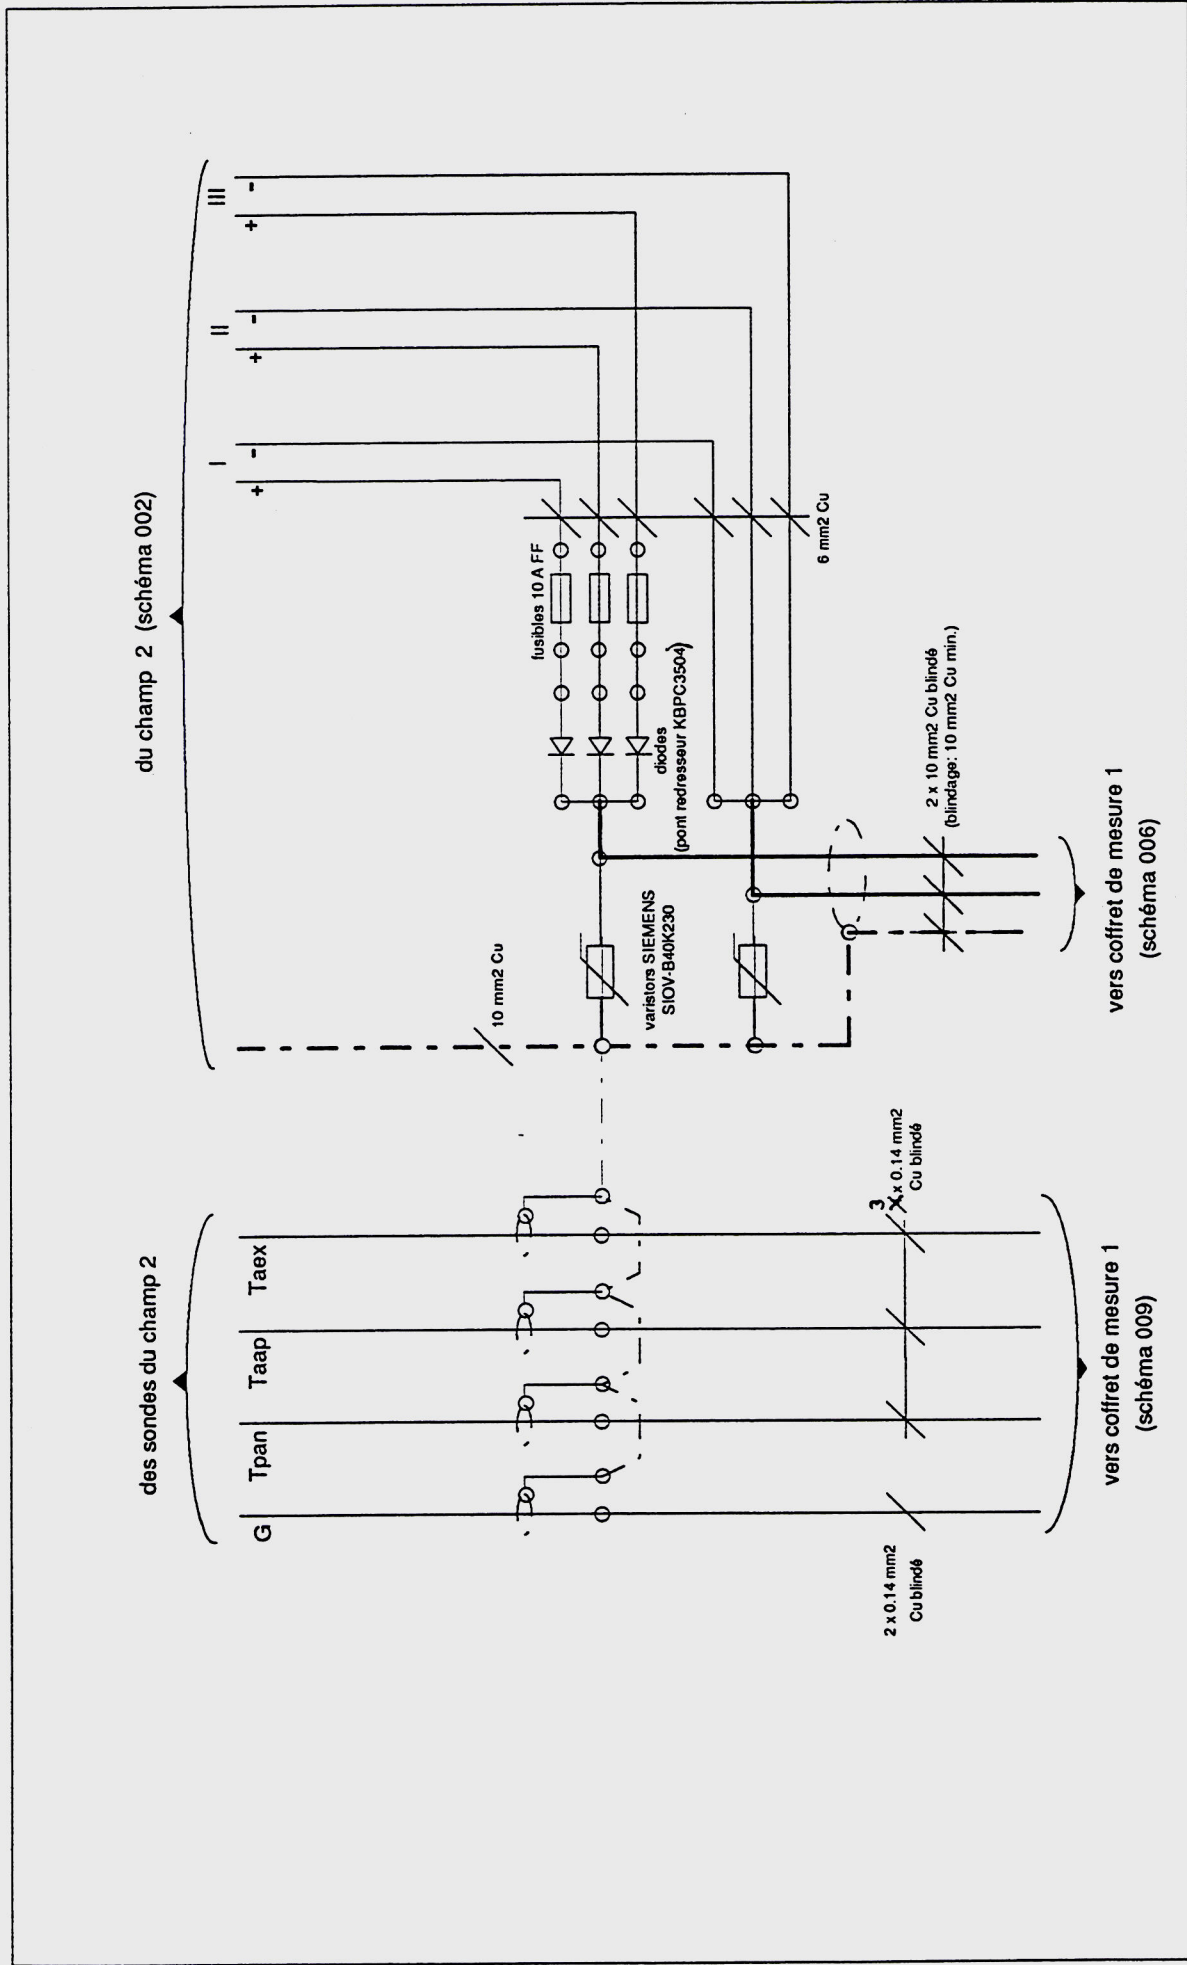 des sondes du champ 2
G
Tpan
Taap
Taex
2 x 0.14 mm2
Cu blindé
3 x 0.14 mm2
Cu blindé
vers coffret de mesure 1
(schéma 009)
du champ 2 (schéma 002)
I
+ -
II
+ -
III
+ -
10 mm2 Cu
fusibles 10 A FF
varistors SIEMENS
SIOV-B40K230
diodes
(pont redresseur KBPC3504)
6 mm2 Cu
2 x 10 mm2 Cu blindé
(blindage: 10 mm2 Cu min.)
vers coffret de mesure 1
(schéma 006)